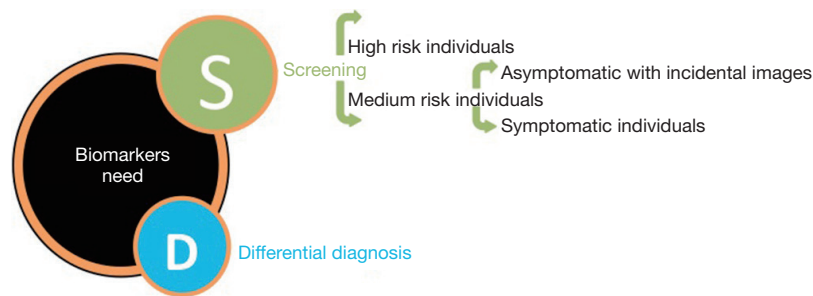 S
Screening
High risk individuals
Medium risk individuals
Asymptomatic with incidental images
Symptomatic individuals
Biomarkers
need
D
Differential diagnosis